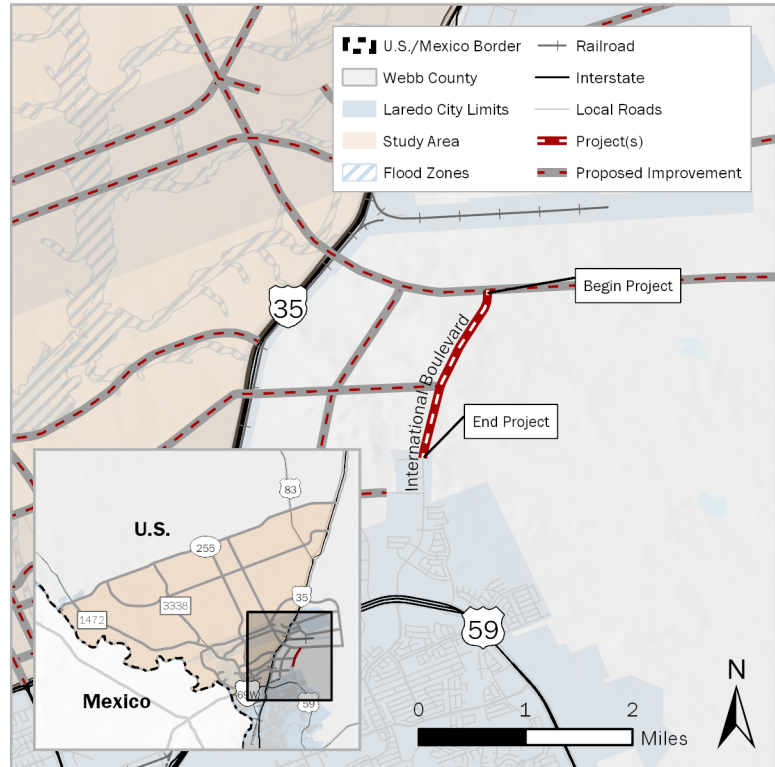 U.S./Mexico Border
Webb County
Laredo City Limits
Study Area
Flood Zones
Railroad
Interstate
Local Roads
Project(s)
Proposed Improvement
35
Begin Project
International Boulevard
End Project
83
U.S.
255
35
1472
3338
Mexico
69W
59
59
N
0 1 2
Miles